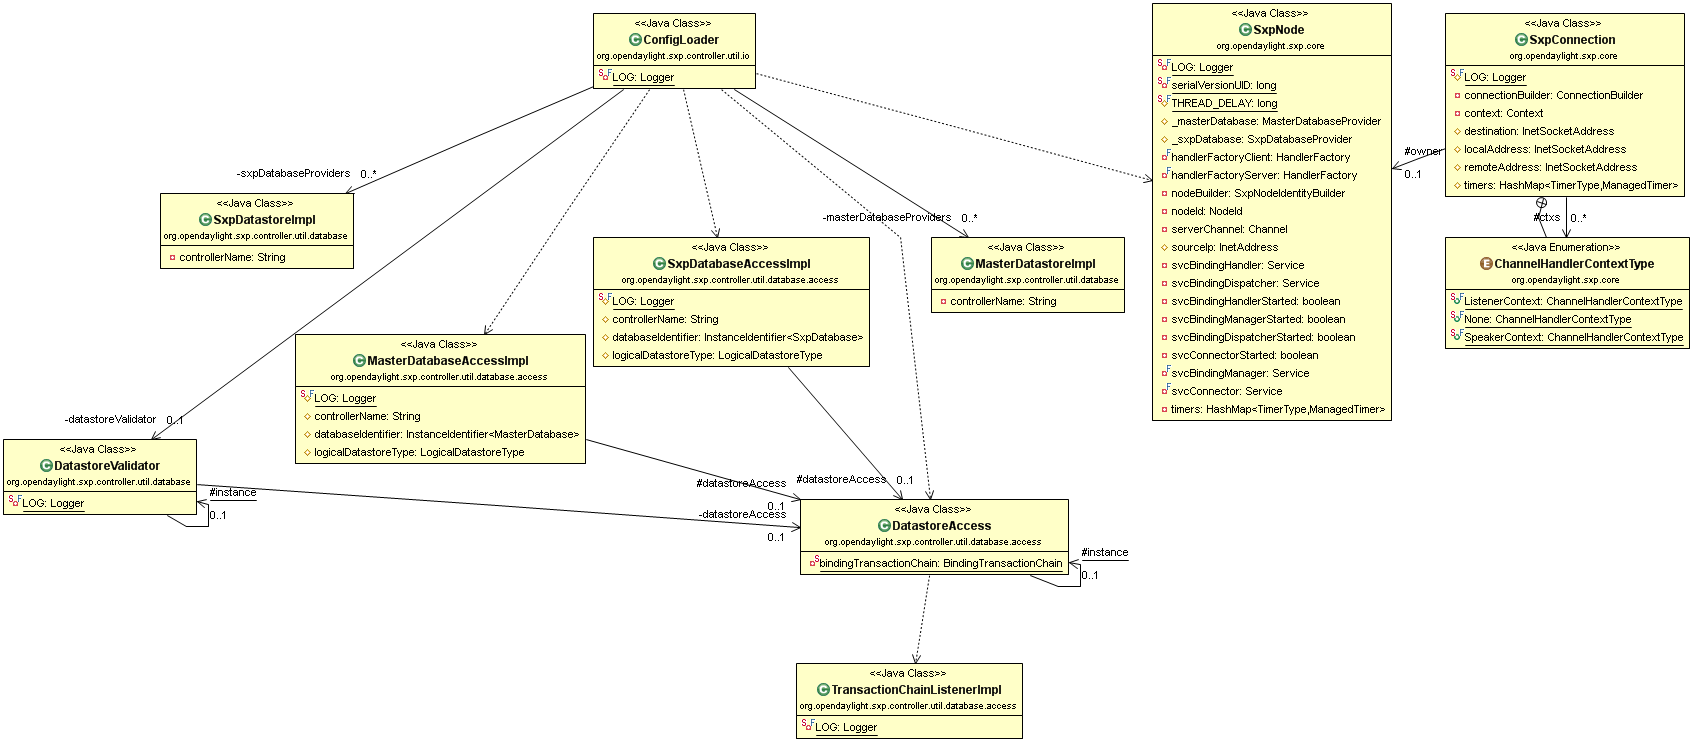 <<Java Class>>
ConfigLoader
org.opendaylight.sxp.controller.util.io
LOG: Logger
<<Java Class>>
SxpNode
org.opendaylight.sxp.core
LOG: Logger
serialVersionUID: long
THREAD_DELAY: long
_masterDatabase: MasterDatabaseProvider
_sxpDatabase: SxpDatabaseProvider
handlerFactoryClient: HandlerFactory
handlerFactoryServer: HandlerFactory
nodeBuilder: SxpNodeIdentityBuilder
nodeId: NodeId
serverChannel: Channel
sourceIp: InetAddress
svcBindingHandler: Service
svcBindingDispatcher: Service
svcBindingHandlerStarted: boolean
svcBindingManagerStarted: boolean
svcBindingDispatcherStarted: boolean
svcConnectorStarted: boolean
svcBindingManager: Service
svcConnector: Service
timers: HashMap<TimerType,ManagedTimer>
<<Java Class>>
SxpConnection
org.opendaylight.sxp.core
LOG: Logger
connectionBuilder: ConnectionBuilder
context: Context
destination: InetSocketAddress
localAddress: InetSocketAddress
remoteAddress: InetSocketAddress
timers: HashMap<TimerType,ManagedTimer>
#owner
0..1
#ctxs
0..*
<<Java Enumeration>>
ChannelHandlerContextType
org.opendaylight.sxp.core
ListenerContext: ChannelHandlerContextType
None: ChannelHandlerContextType
SpeakerContext: ChannelHandlerContextType
-sxpDatabaseProviders
0..*
<<Java Class>>
SxpDatastoreImpl
org.opendaylight.sxp.controller.util.database
controllerName: String
-masterDatabaseProviders
0..*
<<Java Class>>
SxpDatabaseAccessImpl
org.opendaylight.sxp.controller.util.database.access
LOG: Logger
controllerName: String
databaseIdentifier: InstanceIdentifier<SxpDatabase>
logicalDatastoreType: LogicalDatastoreType
<<Java Class>>
MasterDatastoreImpl
org.opendaylight.sxp.controller.util.database
controllerName: String
<<Java Class>>
MasterDatabaseAccessImpl
org.opendaylight.sxp.controller.util.database.access
LOG: Logger
controllerName: String
databaseIdentifier: InstanceIdentifier<MasterDatabase>
logicalDatastoreType: LogicalDatastoreType
-datastoreValidator
0..1
<<Java Class>>
DatastoreValidator
org.opendaylight.sxp.controller.util.database
LOG: Logger
#instance
0..1
#datastoreAccess
0..1
#datastoreAccess
0..1
-datastoreAccess
0..1
<<Java Class>>
DatastoreAccess
org.opendaylight.sxp.controller.util.database.access
bindingTransactionChain: BindingTransactionChain
#instance
0..1
<<Java Class>>
TransactionChainListenerImpl
org.opendaylight.sxp.controller.util.database.access
LOG: Logger